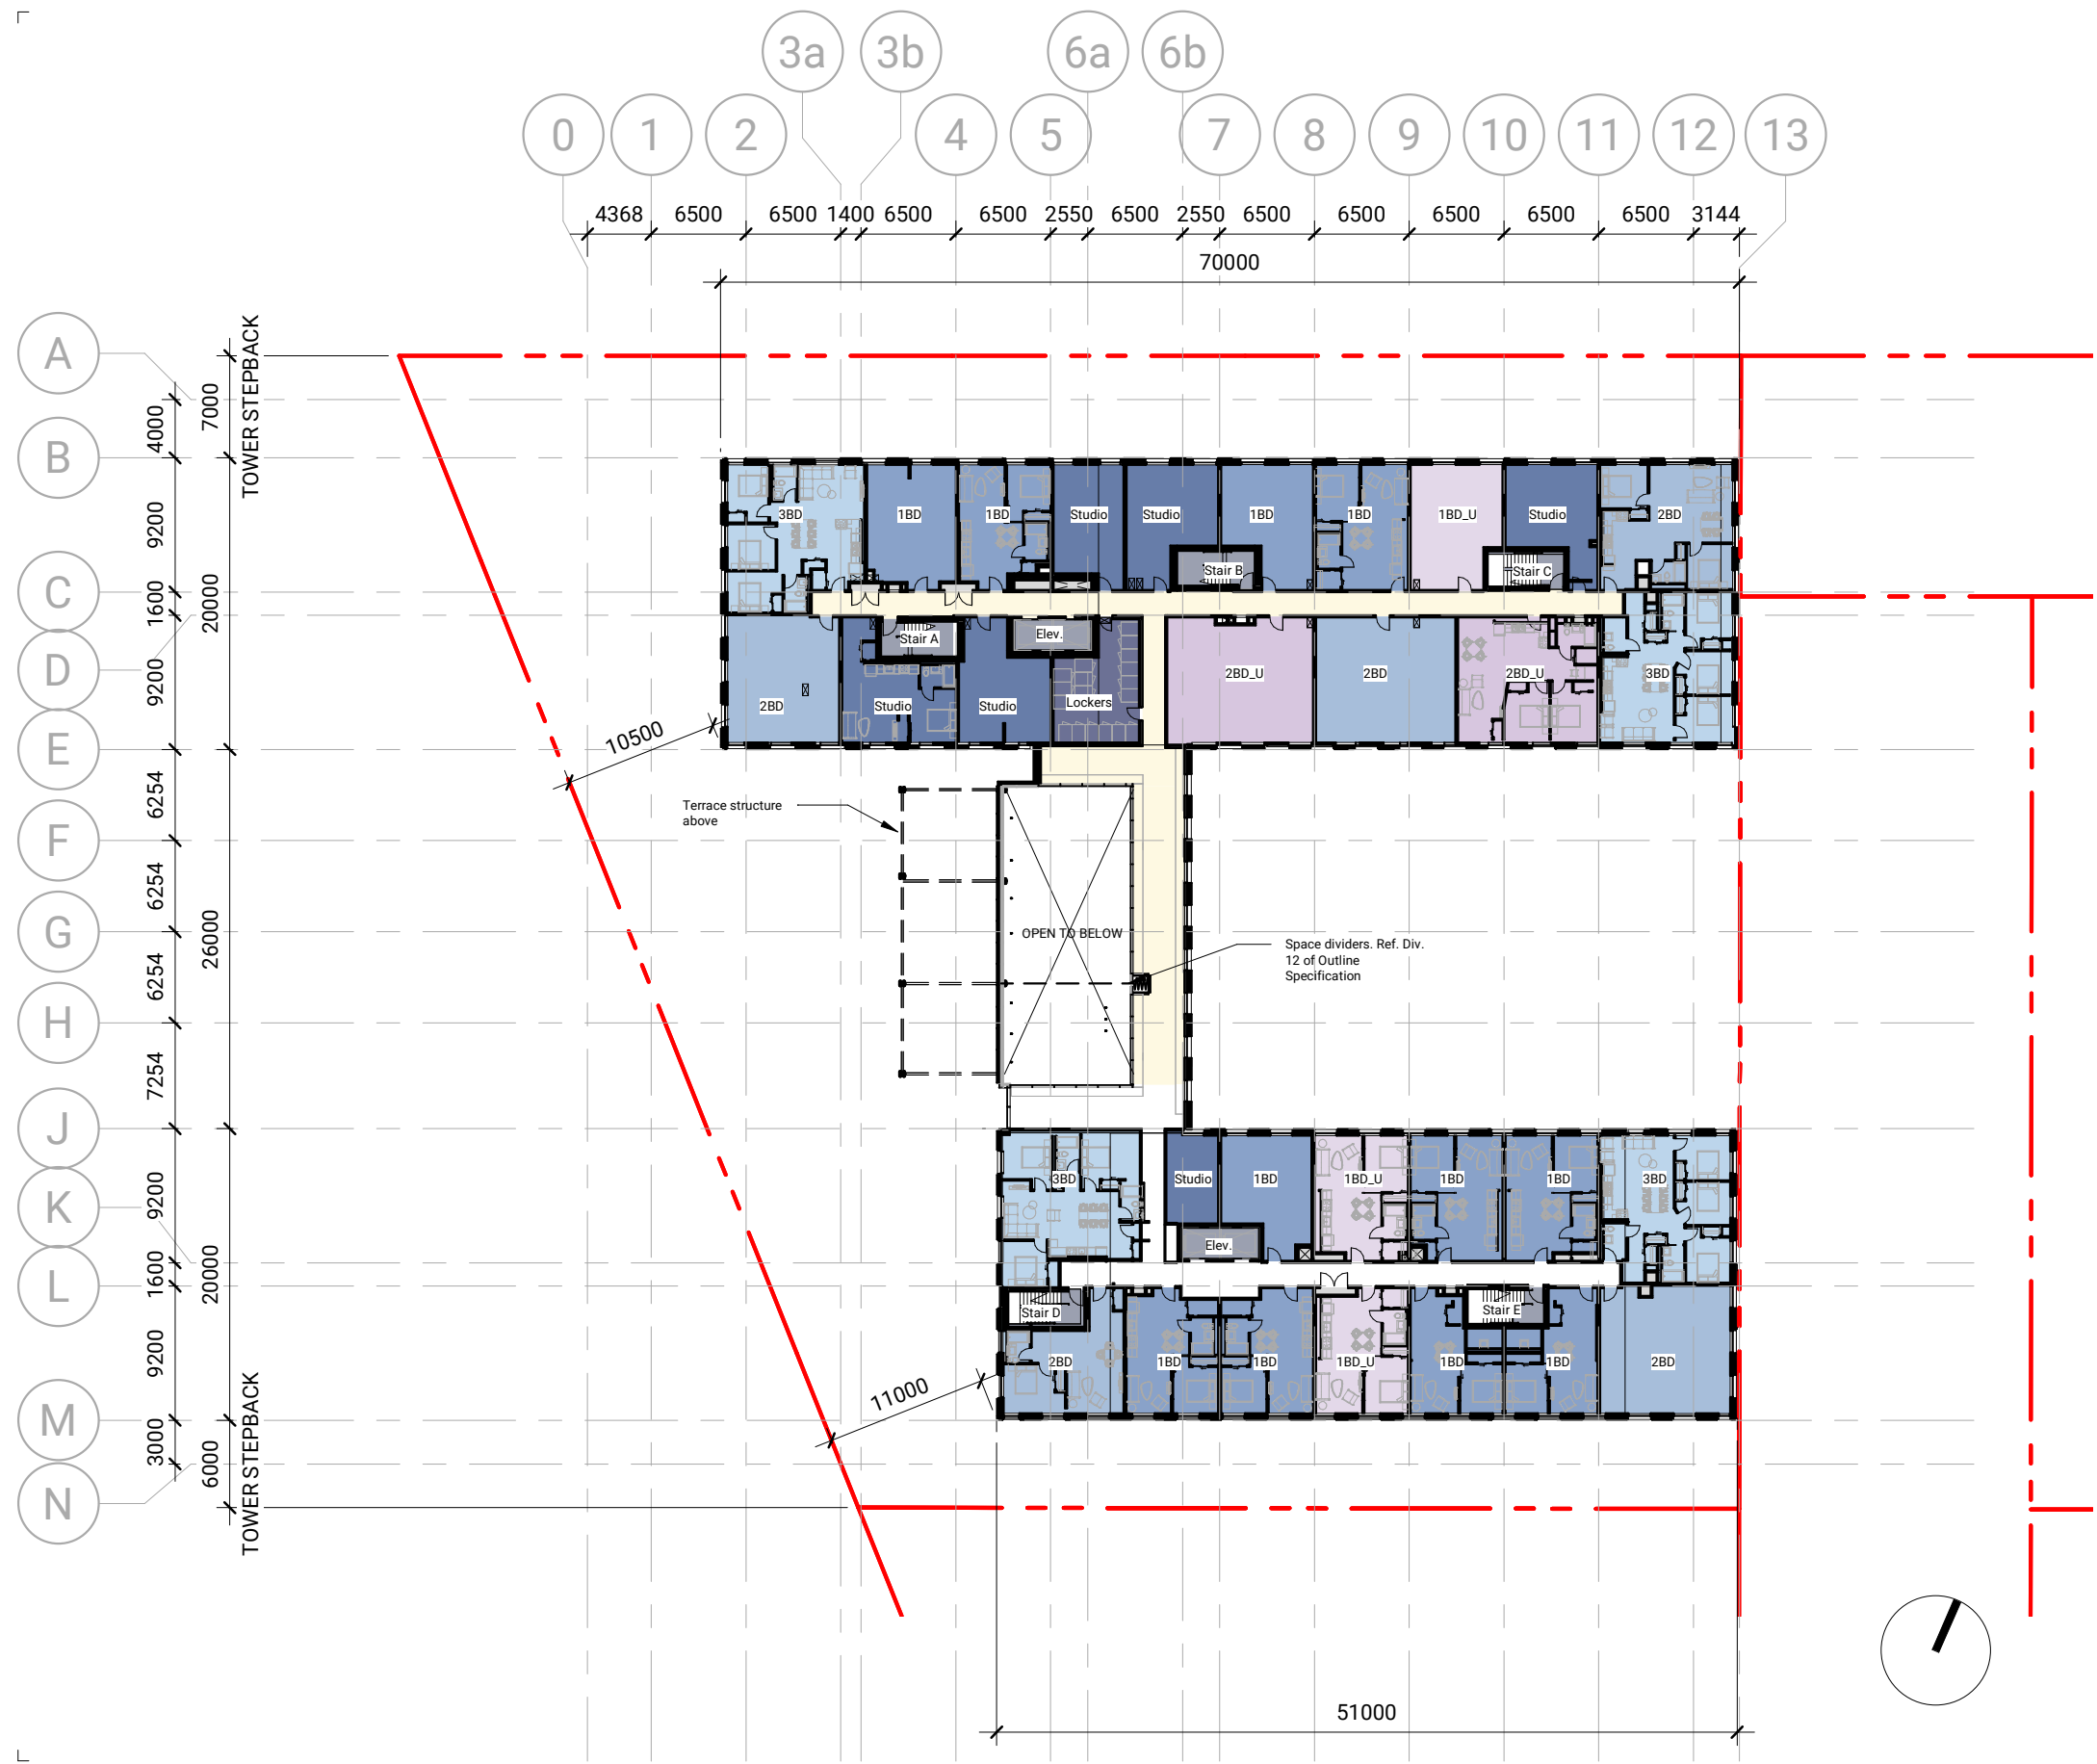 3a 3b 6a 6b
0 1 2 4 5 7 8 9 10 11 12 13
4368 6500 6500 1400 6500 6500 2550 6500 2550 6500 6500 6500 6500 6500 3144
70000
A
B
C
D
E
F
G
H
J
K
L
M
N
4000
9200
1600
9200
6254
6254
6254
7254
9200
1600
9200
3000
7000
20000
26000
20000
6000
TOWER STEPBACK
TOWER STEPBACK
3BD 1BD 1BD Studio Studio 1BD 1BD 1BD_U Studio 2BD
Stair B Stair C
Stair A Elev.
2BD Studio Studio Lockers 2BD_U 2BD 2BD_U 3BD
10500
Terrace structure
above
OPEN TO BELOW
Space dividers. Ref. Div.
12 of Outline
Specification
3BD Studio 1BD 1BD_U 1BD 1BD 3BD
Elev.
Stair D Stair E
2BD 1BD 1BD 1BD_U 1BD 1BD 2BD
11000
51000